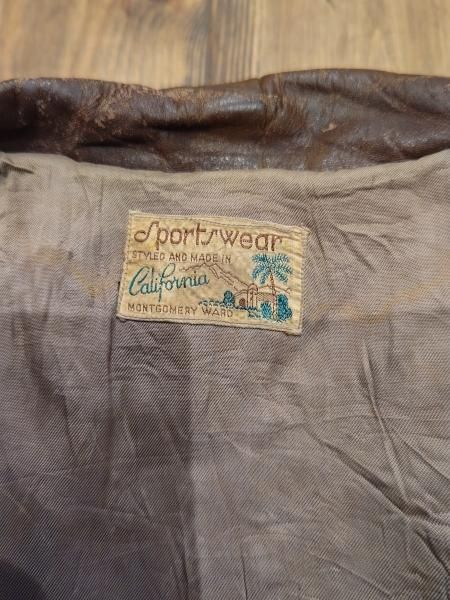 Sportswear
STYLED AND MADE IN
California
MONTGOMERY WARD